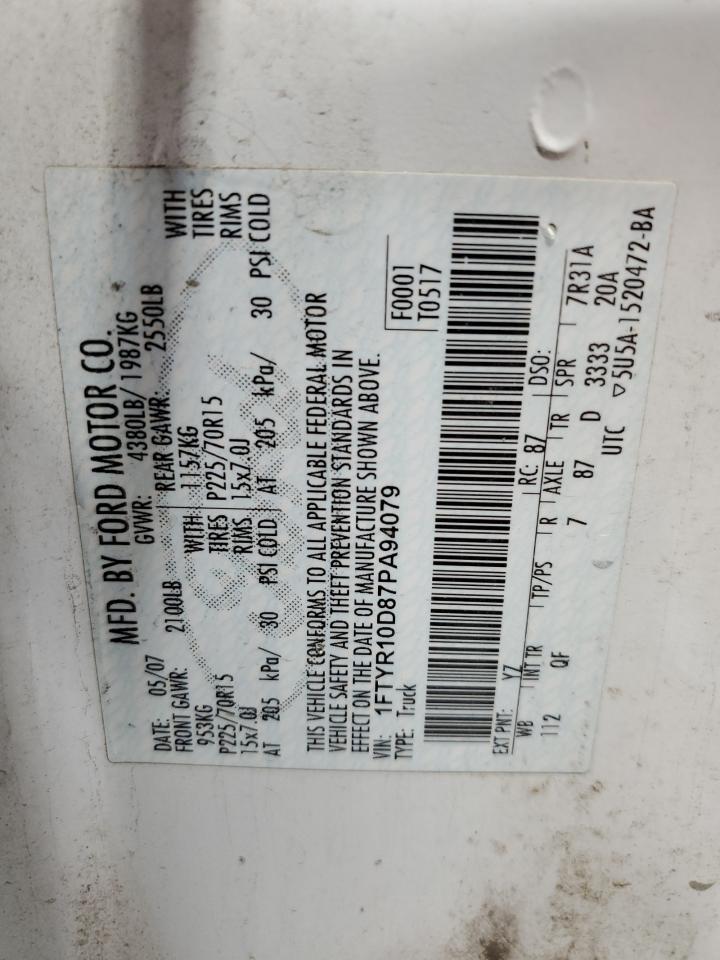 MFD. BY FORD MOTOR CO.
DATE: 05/07 GVWR: 4380LB/ 1987KG
FRONT GAWR: 2100LB REAR GAWR: 2550LB
953KG WITH 1157KG WITH
P225/70R15 TIRES P225/70R15 TIRES
15x7.0J RIMS 15x7.0J RIMS
AT 205 kPa/ 30 PSI COLD AT 205 kPa/ 30 PSI COLD
THIS VEHICLE CONFORMS TO ALL APPLICABLE FEDERAL MOTOR
VEHICLE SAFETY AND THEFT PREVENTION STANDARDS IN
EFFECT ON THE DATE OF MANUFACTURE SHOWN ABOVE.
VIN: 1FTYR10D87PA94079
TYPE: Truck
F0001
T0517
EXT PNT: YZ RC: 87 DSO:
WB INT TR TP/PS R AXLE TR SPR 7R31A
112 QF 7 87 D 3333 20A
UTC ▽5U5A-1520472-BA